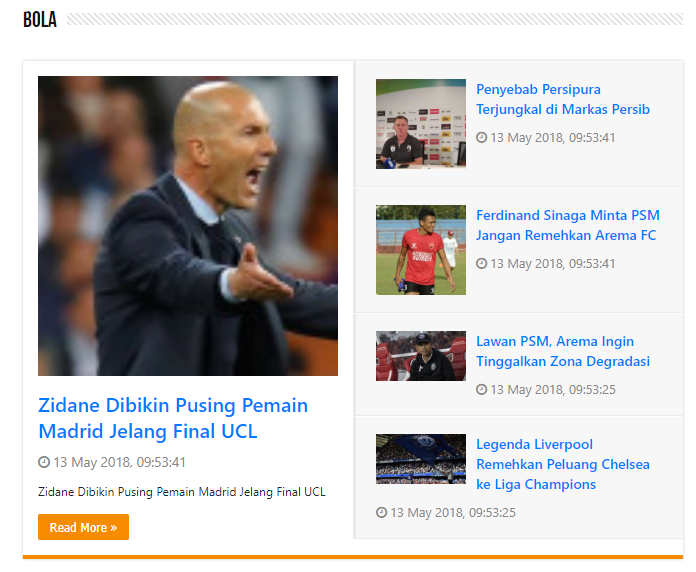 BOLA
Zidane Dibikin Pusing Pemain
Madrid Jelang Final UCL
13 May 2018, 09:53:41
Zidane Dibikin Pusing Pemain Madrid Jelang Final UCL
Read More »
Penyebab Persipura
Terjungkal di Markas Persib
13 May 2018, 09:53:41
Ferdinand Sinaga Minta PSM
Jangan Remehkan Arema FC
13 May 2018, 09:53:41
Lawan PSM, Arema Ingin
Tinggalkan Zona Degradasi
13 May 2018, 09:53:25
Legenda Liverpool
Remehkan Peluang Chelsea
ke Liga Champions
13 May 2018, 09:53:25